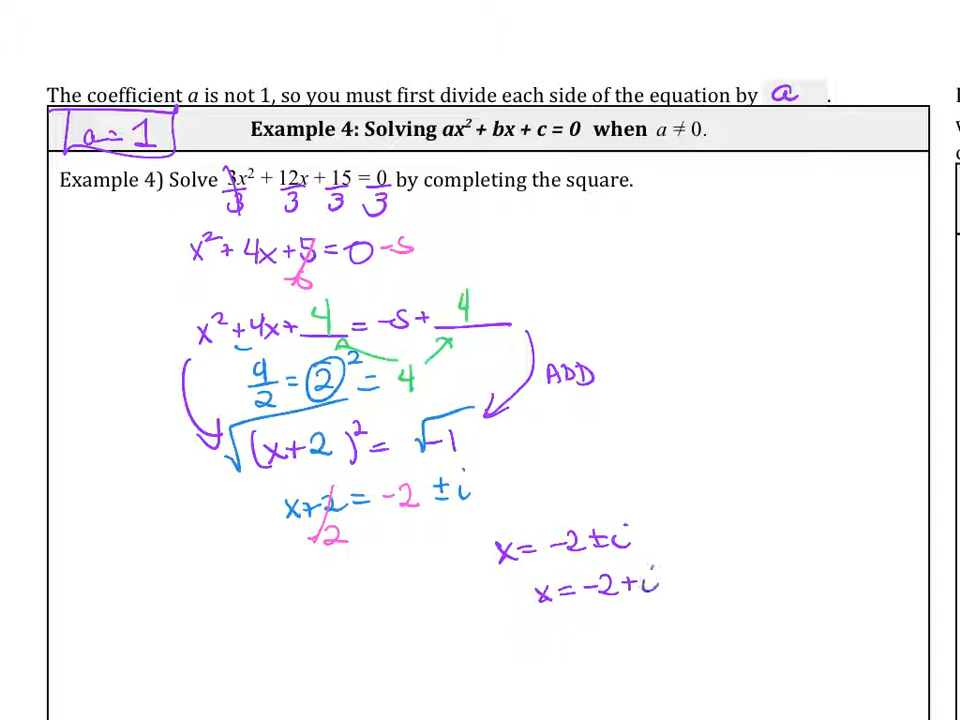 The coefficient a is not 1, so you must first divide each side of the equation by a .
a = 1
Example 4: Solving ax² + bx + c = 0 when a ≠ 0.
Example 4) Solve 3x² + 12x + 15 = 0 by completing the square.
3 3 3 3
x² + 4x + 5 = 0 -5
-5
x² + 4x + 4 = -5 + 4
4/2 = 2² = 4
ADD
√(x+2)² = √-1
x+2 = -2 ± i
-2
x = -2 ± i
x = -2 + i